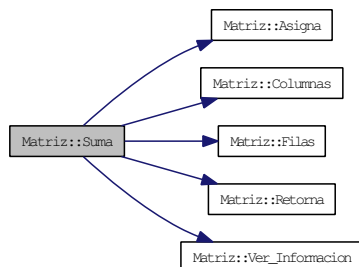 Matriz::Asigna
Matriz::Columnas
Matriz::Suma
Matriz::Filas
Matriz::Retorna
Matriz::Ver_Informacion